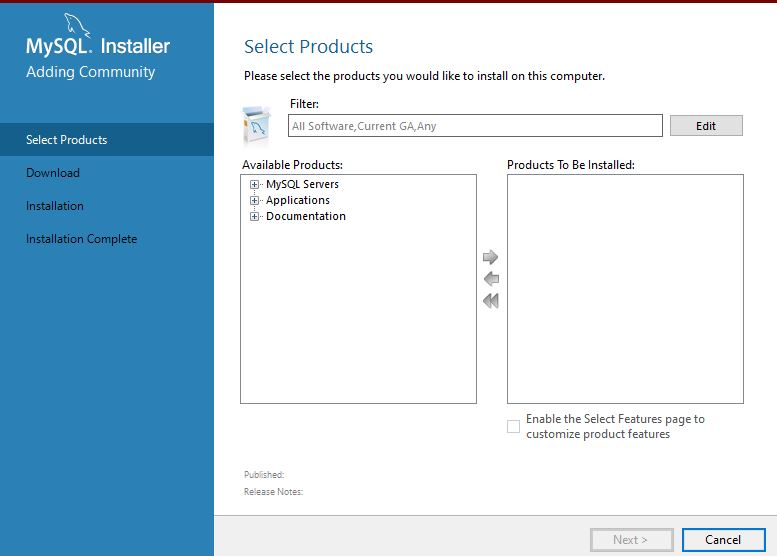 MySQL. Installer
Adding Community
Select Products
Download
Installation
Installation Complete
Select Products
Please select the products you would like to install on this computer.
Filter:
All Software,Current GA,Any
Edit
Available Products:
MySQL Servers
Applications
Documentation
Products To Be Installed:
Enable the Select Features page to
customize product features
Published:
Release Notes:
Next >
Cancel